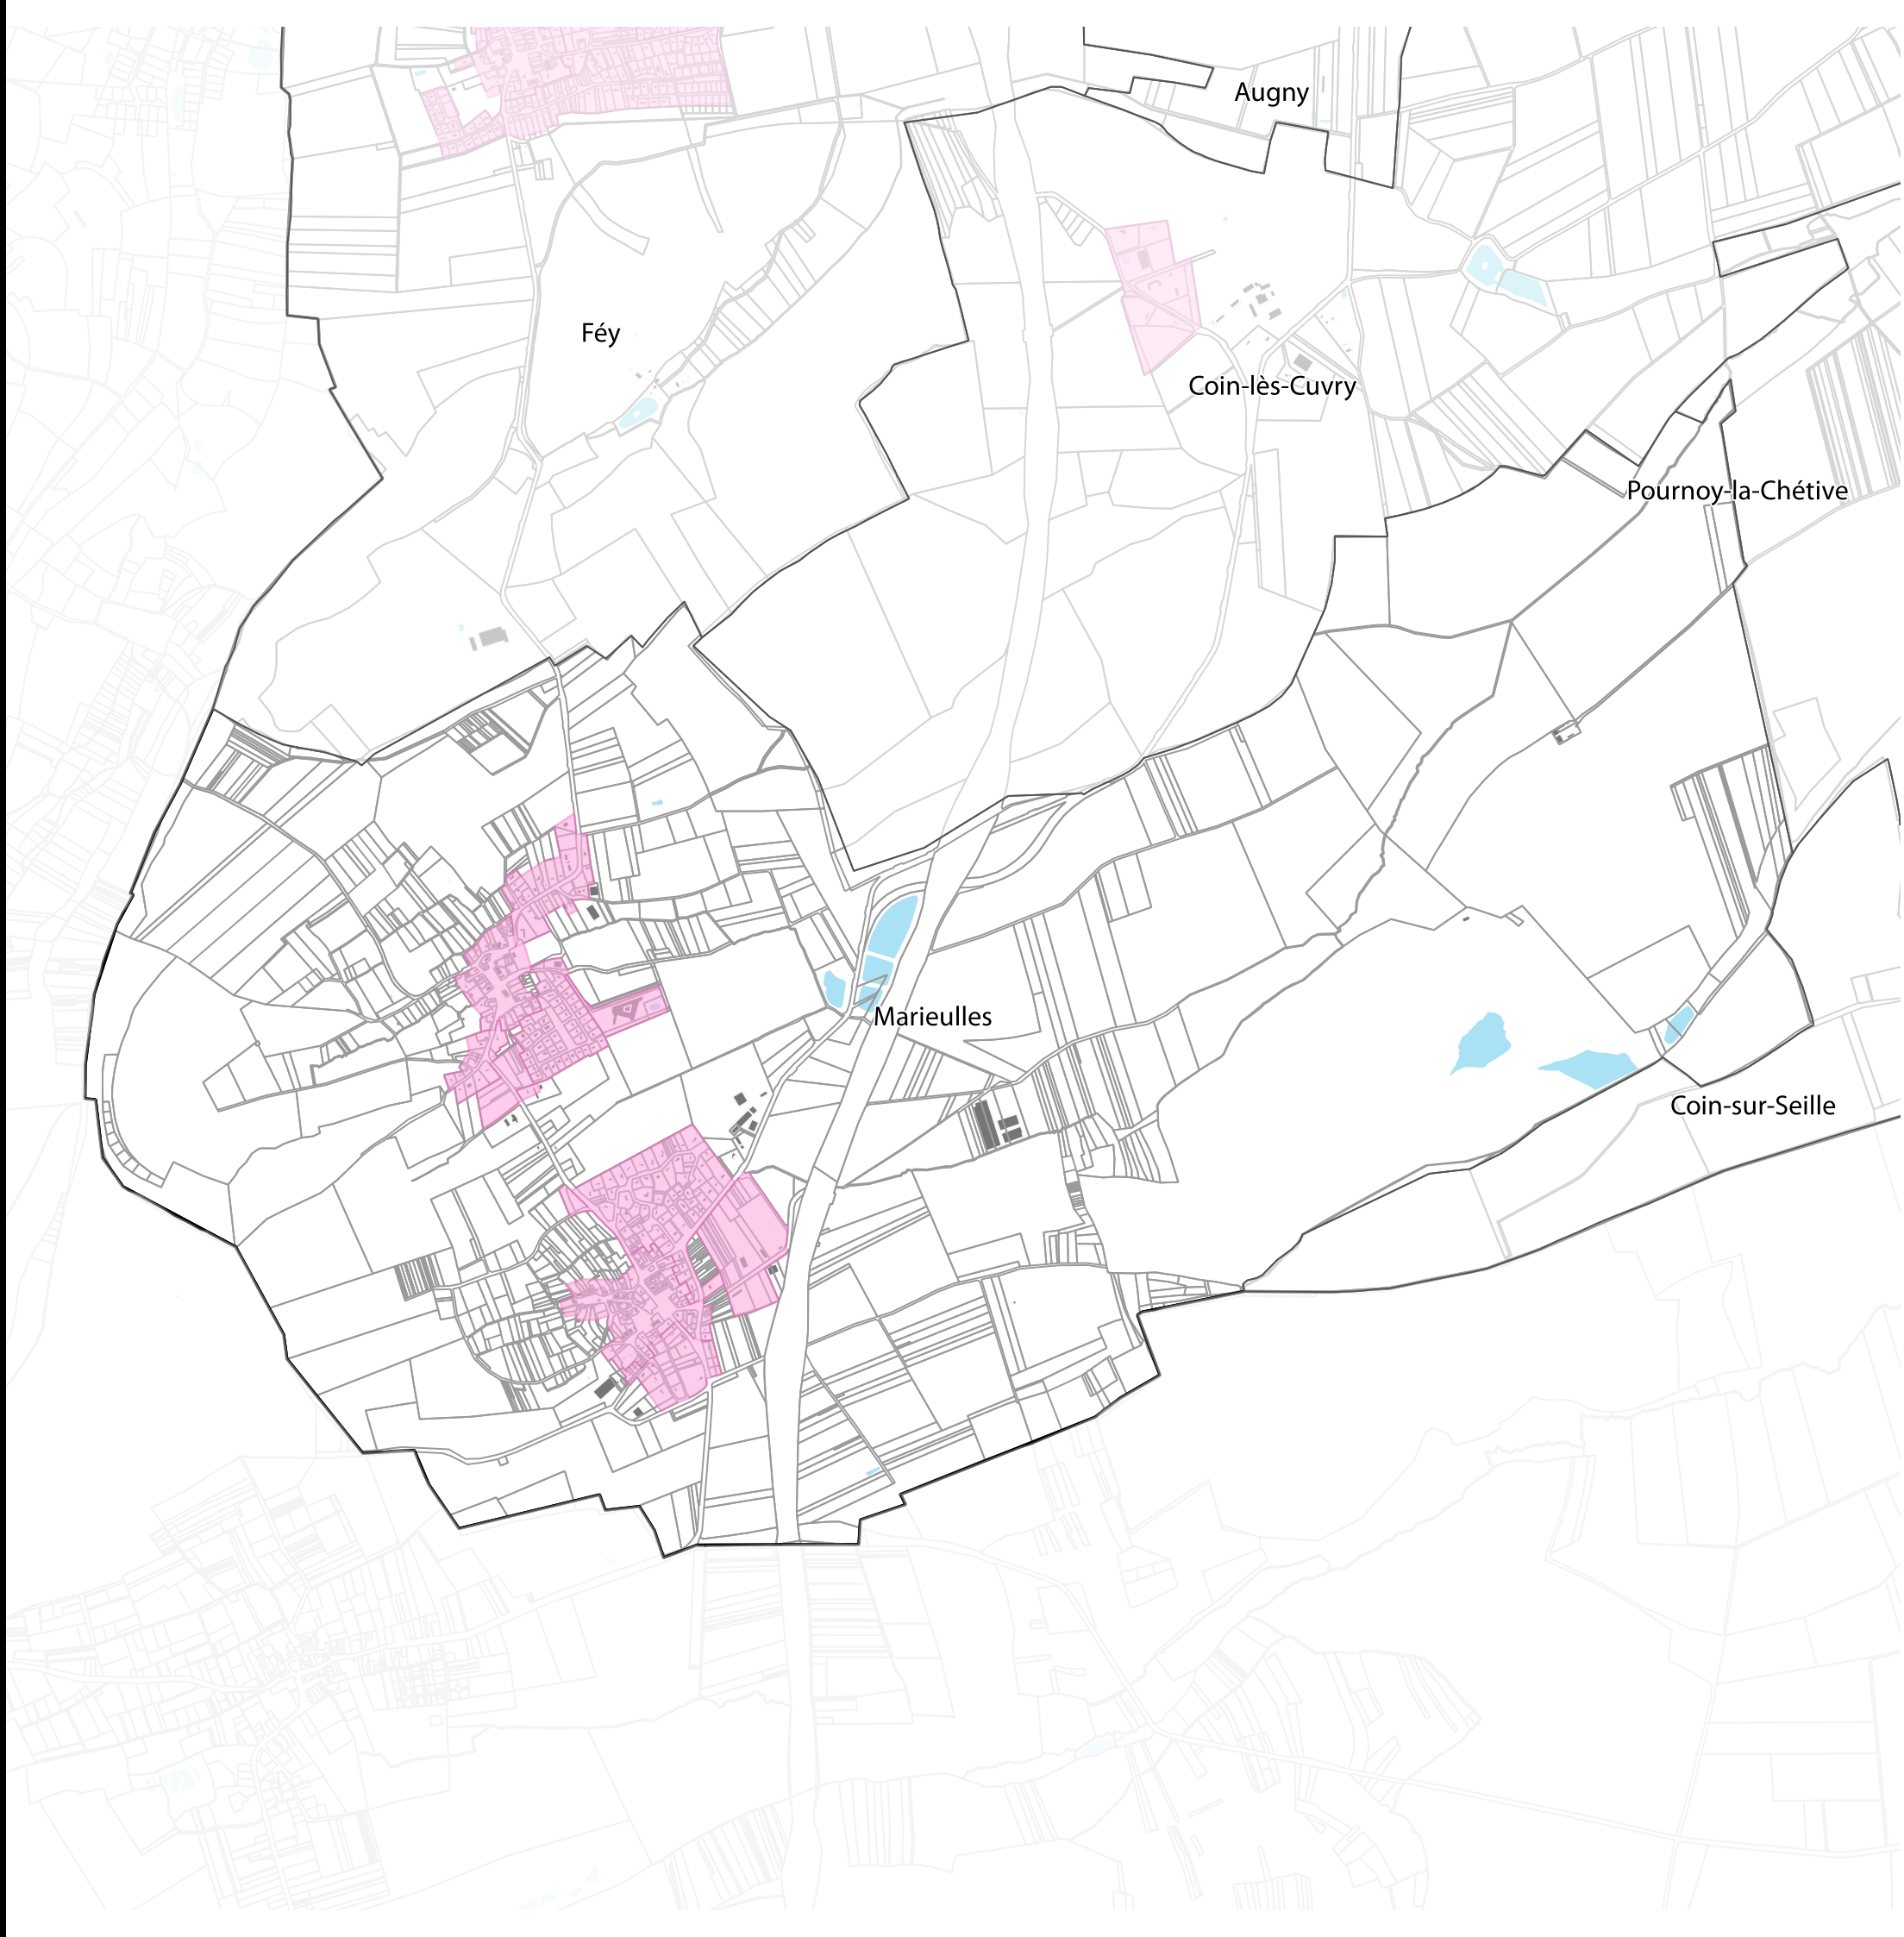 Augny
Féy
Coin-lès-Cuvry
Pournoy-la-Chétive
Marieulles
Coin-sur-Seille